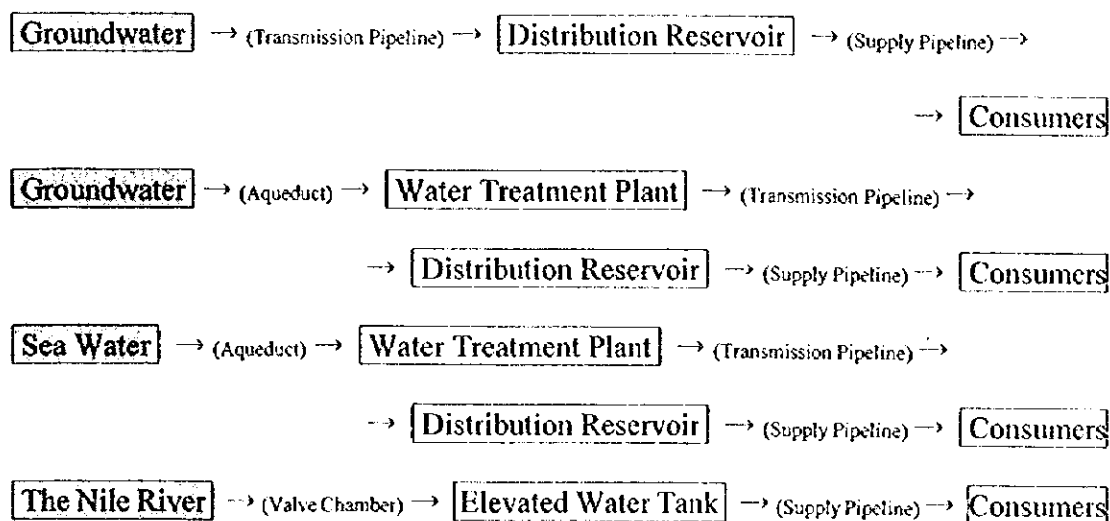 Groundwater → (Transmission Pipeline) → Distribution Reservoir → (Supply Pipeline) →
→ Consumers
Groundwater → (Aqueduct) → Water Treatment Plant → (Transmission Pipeline) →
→ Distribution Reservoir → (Supply Pipeline) → Consumers
Sea Water → (Aqueduct) → Water Treatment Plant → (Transmission Pipeline) →
→ Distribution Reservoir → (Supply Pipeline) → Consumers
The Nile River → (Valve Chamber) → Elevated Water Tank → (Supply Pipeline) → Consumers